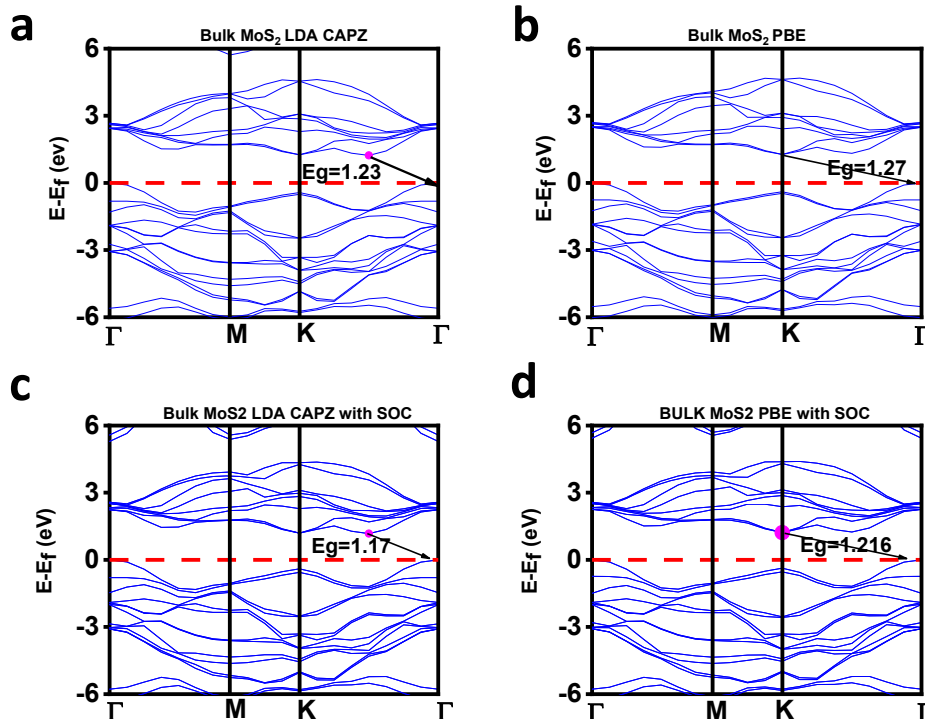 a
Bulk MoS₂ LDA CAPZ
6
3
0
-3
-6
E-Ef (ev)
Eg=1.23
Γ M K Γ
b
Bulk MoS₂ PBE
6
3
0
-3
-6
E-Ef (ev)
Eg=1.27
Γ M K Γ
c
Bulk MoS2 LDA CAPZ with SOC
6
3
0
-3
-6
E-Ef (eV)
Eg=1.17
Γ M K Γ
d
BULK MoS2 PBE with SOC
6
3
0
-3
-6
E-Ef (eV)
Eg=1.216
Γ M K Γ